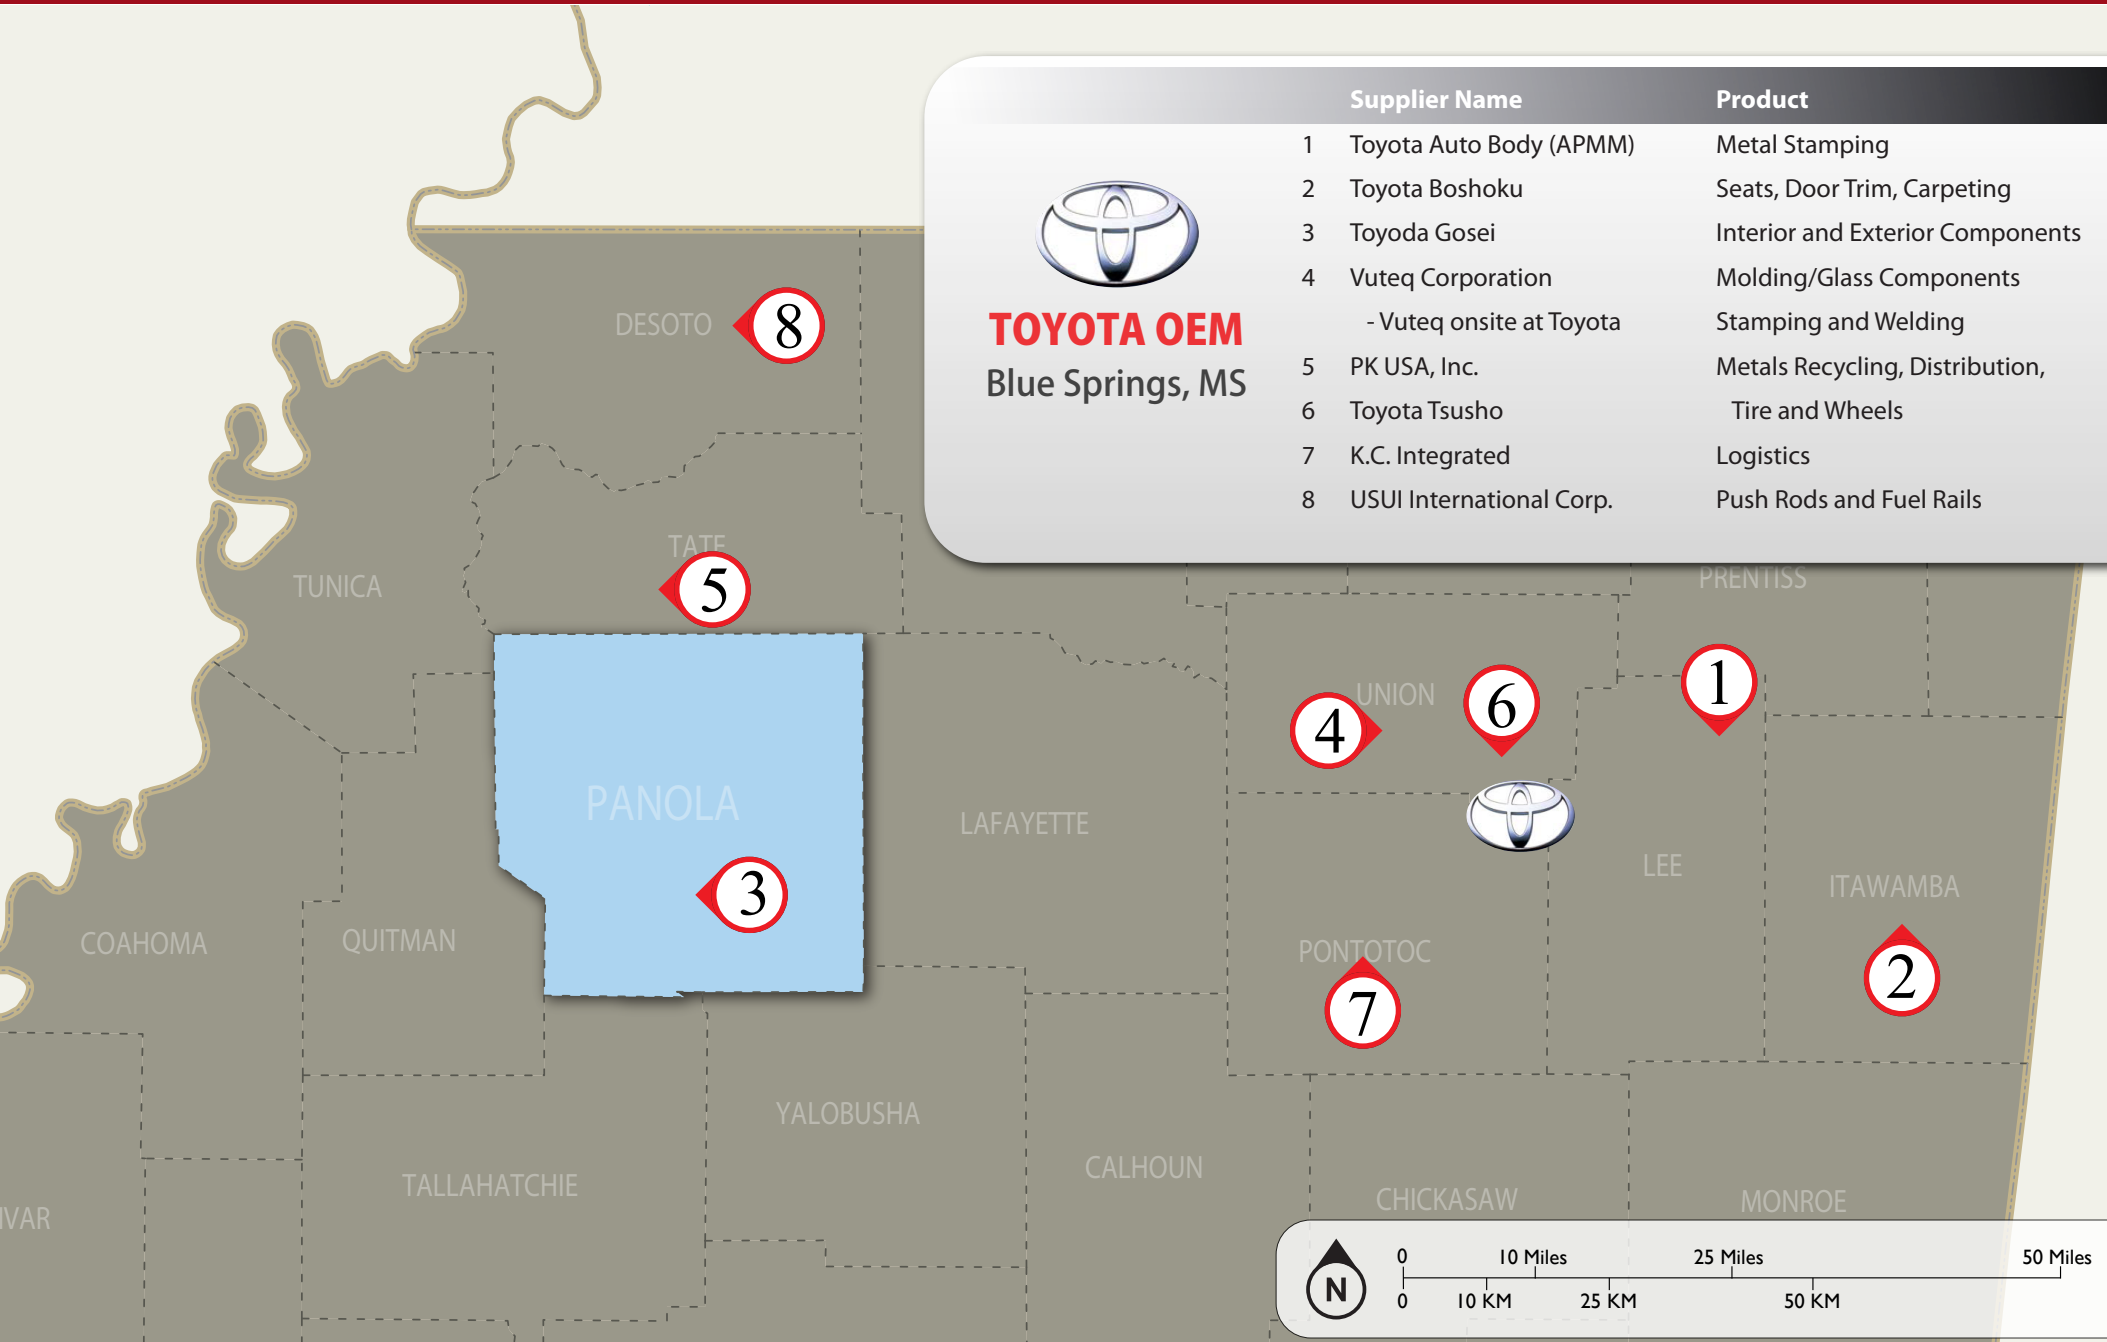 Supplier Name Product
1 Toyota Auto Body (APMM) Metal Stamping
2 Toyota Boshoku Seats, Door Trim, Carpeting
3 Toyoda Gosei Interior and Exterior Components
4 Vuteq Corporation Molding/Glass Components
- Vuteq onsite at Toyota Stamping and Welding
5 PK USA, Inc. Metals Recycling, Distribution,
6 Toyota Tsusho Tire and Wheels
7 K.C. Integrated Logistics
8 USUI International Corp. Push Rods and Fuel Rails
TOYOTA OEM
Blue Springs, MS
DESOTO
8
TATE
5
TUNICA
PRENTISS
UNION
4
6
1
PANOLA
3
LAFAYETTE
LEE
ITAWAMBA
2
COAHOMA
QUITMAN
PONTOTOC
7
YALOBUSHA
CALHOUN
TALLAHATCHIE
CHICKASAW
MONROE
IVAR
N
0 10 Miles 25 Miles 50 Miles
0 10 KM 25 KM 50 KM